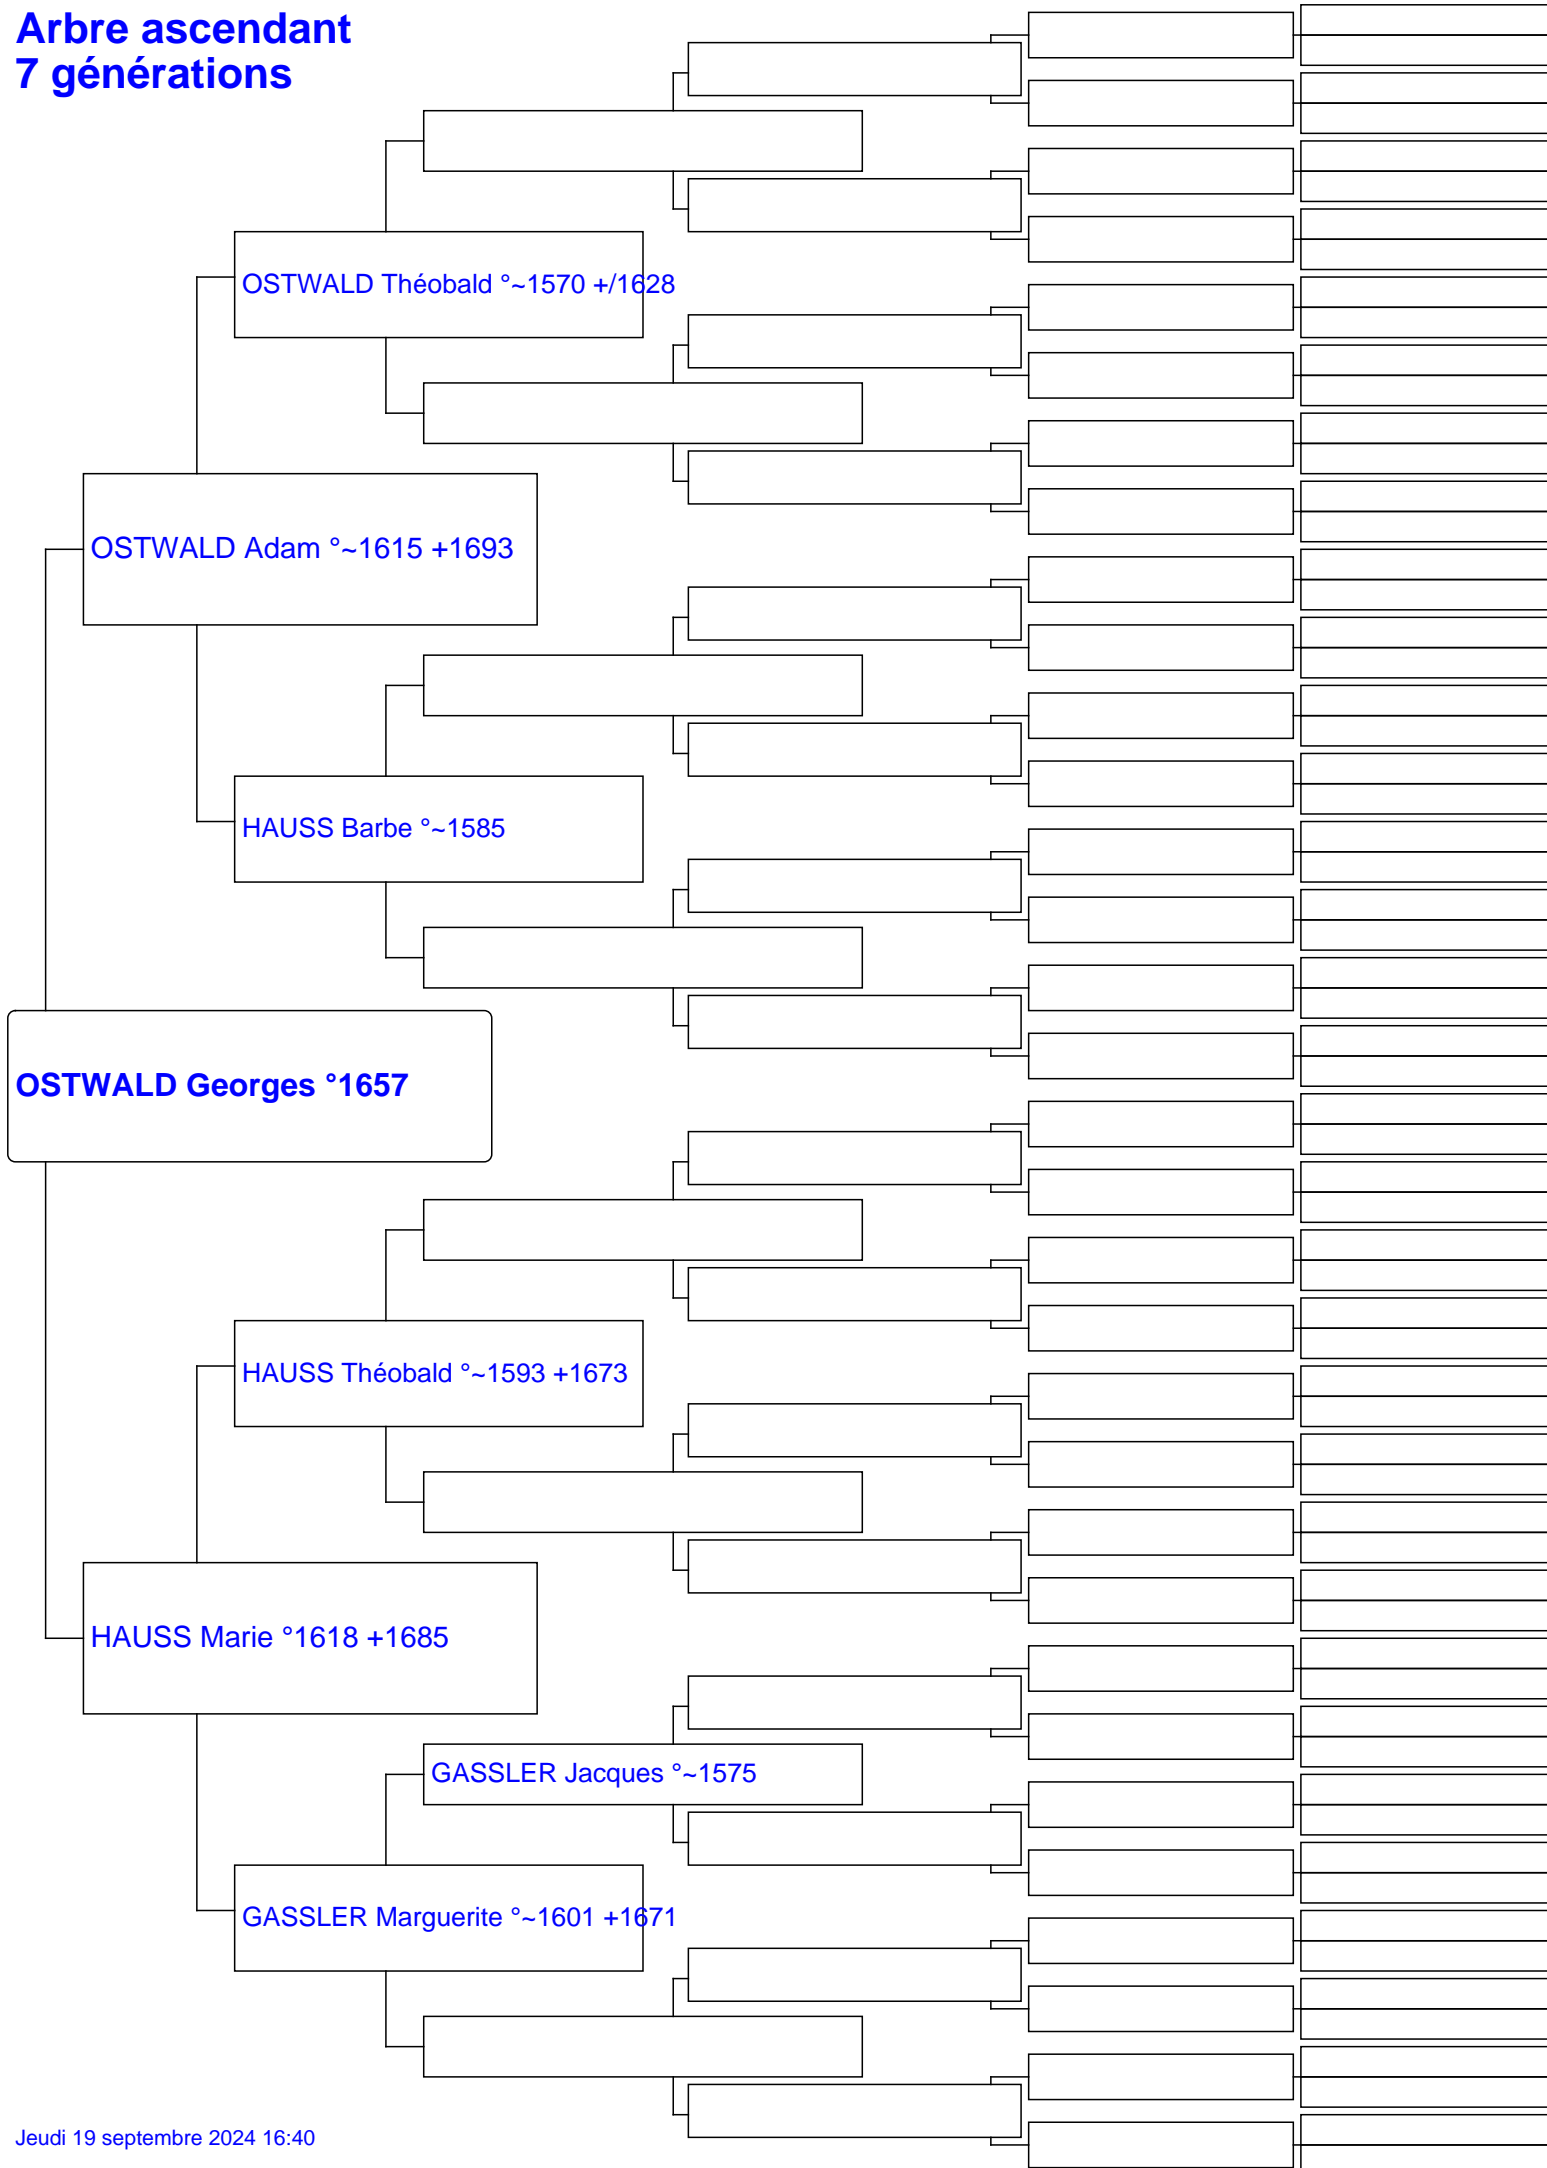 Arbre ascendant
7 générations
OSTWALD Théobald °~1570 +/1628
OSTWALD Adam °~1615 +1693
HAUSS Barbe °~1585
OSTWALD Georges °1657
HAUSS Théobald °~1593 +1673
HAUSS Marie °1618 +1685
GASSLER Jacques °~1575
GASSLER Marguerite °~1601 +1671
Jeudi 19 septembre 2024 16:40